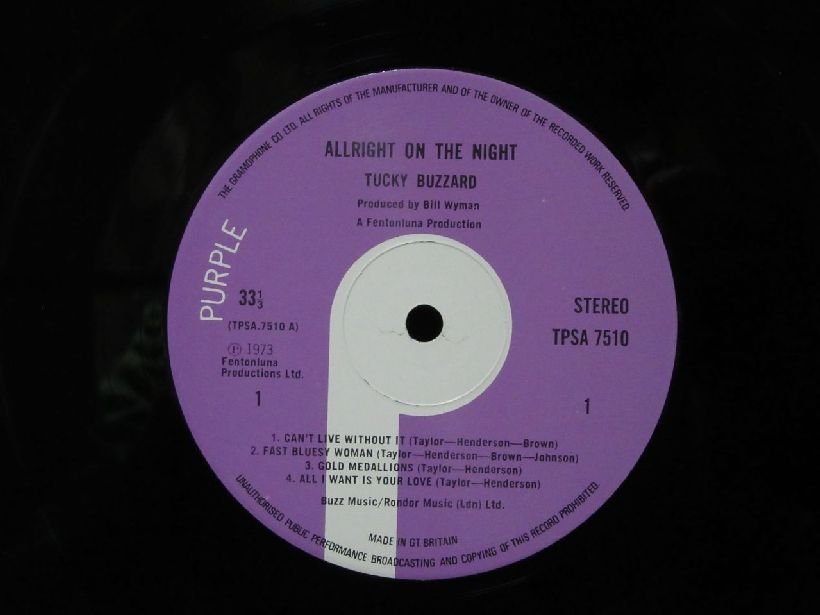 THE GRAMOPHONE CO LTD. ALL RIGHTS OF THE MANUFACTURER AND OF THE OWNER OF THE RECORDED WORK RESERVED
ALLRIGHT ON THE NIGHT
TUCKY BUZZARD
Produced by Bill Wyman
A Fentonluna Production
PURPLE
33⅓
(TPSA.7510 A)
℗ 1973
Fentonluna
Productions Ltd.
1
STEREO
TPSA 7510
1
1. CAN'T LIVE WITHOUT IT (Taylor—Henderson—Brown)
2. FAST BLUESY WOMAN (Taylor—Henderson—Brown—Johnson)
3. GOLD MEDALLIONS (Taylor—Henderson)
4. ALL I WANT IS YOUR LOVE (Taylor—Henderson)
Buzz Music/Rondor Music (Ldn) Ltd.
MADE IN GT. BRITAIN
UNAUTHORISED PUBLIC PERFORMANCE BROADCASTING AND COPYING OF THIS RECORD PROHIBITED